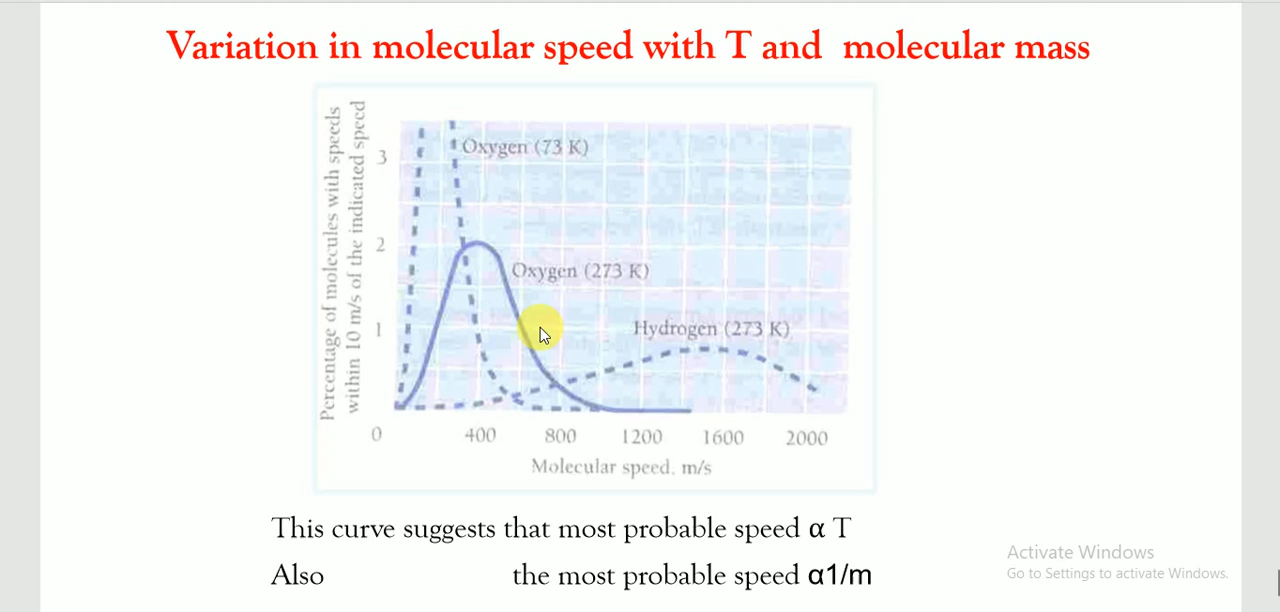 Variation in molecular speed with T and molecular mass
Percentage of molecules with speeds
within 10 m/s of the indicated speed
3
2
1
0
Oxygen (73 K)
Oxygen (273 K)
Hydrogen (273 K)
400 800 1200 1600 2000
Molecular speed, m/s
This curve suggests that most probable speed α T
Also the most probable speed α1/m
Activate Windows
Go to Settings to activate Windows.